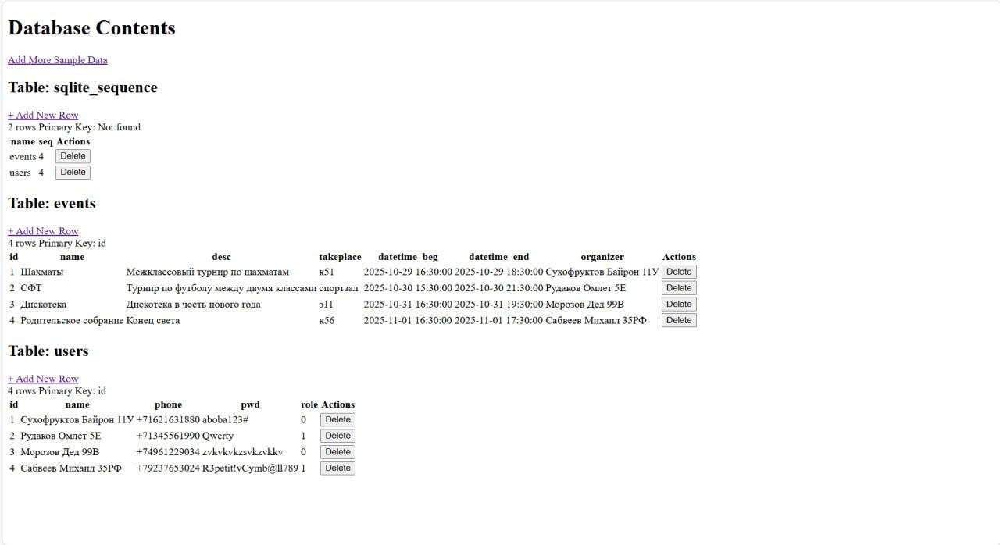 Database Contents
Add More Sample Data
Table: sqlite_sequence
+ Add New Row
2 rows Primary Key: Not found
name seq Actions
events 4 Delete
users 4 Delete
Table: events
+ Add New Row
4 rows Primary Key: id
id name desc takeplace datetime_beg datetime_end organizer Actions
1 Шахматы Межклассовый турнир по шахматам к51 2025-10-29 16:30:00 2025-10-29 18:30:00 Сухофруктов Байрон 11У Delete
2 СФТ Турнир по футболу между двумя классами спортзал 2025-10-30 15:30:00 2025-10-30 21:30:00 Рудаков Омлет 5Е Delete
3 Дискотека Дискотека в честь нового года э11 2025-10-31 16:30:00 2025-10-31 19:30:00 Морозов Дед 99В Delete
4 Родительское собрание Конец света к56 2025-11-01 16:30:00 2025-11-01 17:30:00 Сабвеев Михаил 35РФ Delete
Table: users
+ Add New Row
4 rows Primary Key: id
id name phone pwd role Actions
1 Сухофруктов Байрон 11У +71621631880 aboba123# 0 Delete
2 Рудаков Омлет 5Е +71345561990 Qwerty 1 Delete
3 Морозов Дед 99В +74961229034 zvkvkvkzsvkzvkkv 0 Delete
4 Сабвеев Михаил 35РФ +79237653024 R3petit!vCymb@ll789 1 Delete